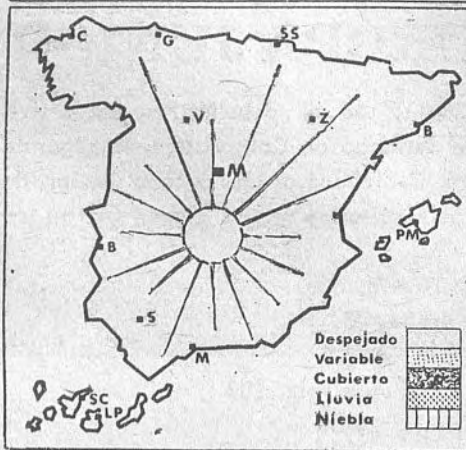 C G SS
V Z
B
M
PM
B
S
M
SC
LP
Despejado
Variable
Cubierto
Lluvia
Niebla